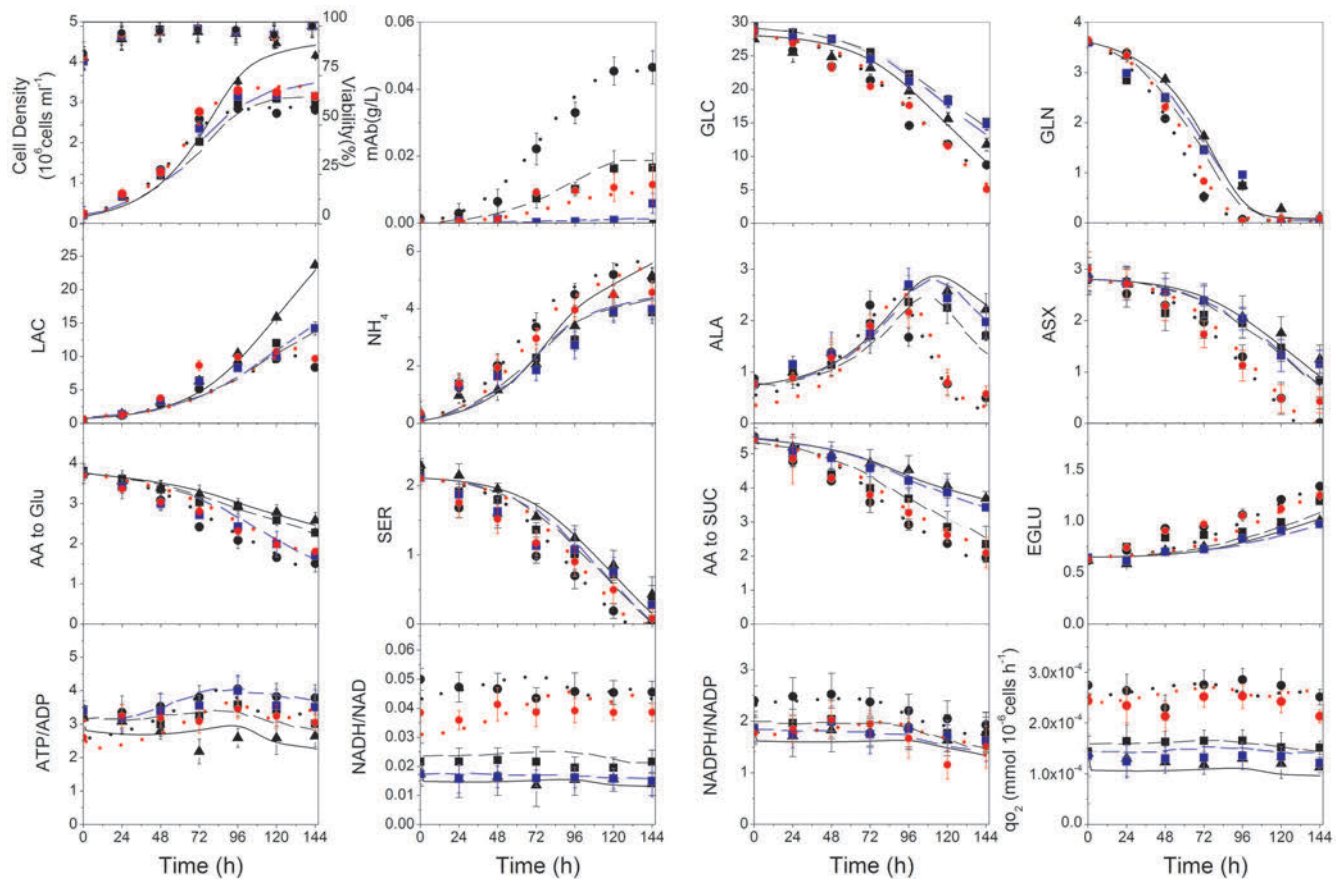 Cell Density
(10⁶cells ml⁻¹)
5
4
3
2
1
0
100
75
50
25
0
Viability(%)
mAb(g/L)
0.06
0.04
0.02
0.00
GLC
30
25
20
15
10
5
0
GLN
4
3
2
1
0
LAC
25
20
15
10
5
0
NH₄
6
4
2
0
ALA
3
2
1
0
ASX
3
2
1
0
AA to Glu
4
3
2
1
0
SER
2
1
0
AA to SUC
5
4
3
2
1
0
EGLU
1.5
1.0
0.5
0.0
ATP/ADP
5
4
3
2
1
0
0 24 48 72 96 120 144
Time (h)
NADH/NAD
0.06
0.05
0.04
0.03
0.02
0.01
0.00
0 24 48 72 96 120 144
Time (h)
NADPH/NADP
3
2
1
0
0 24 48 72 96 120 144
Time (h)
qo₂ (mmol 10⁻⁶cells h⁻¹)
3.0x10⁻⁴
2.0x10⁻⁴
1.0x10⁻⁴
0 24 48 72 96 120 144
Time (h)